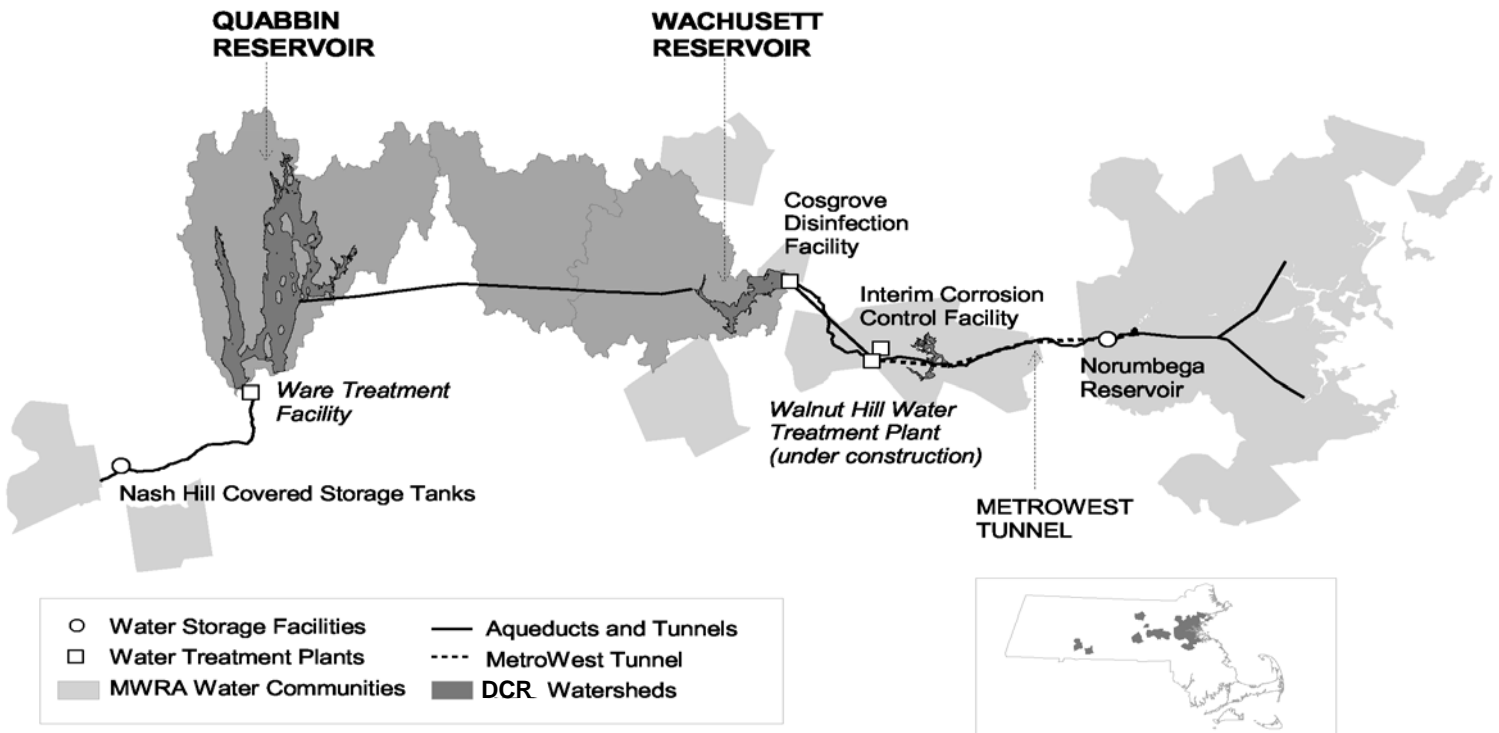 QUABBIN
RESERVOIR
WACHUSETT
RESERVOIR
Cosgrove
Disinfection
Facility
Interim Corrosion
Control Facility
Norumbega
Reservoir
Ware Treatment
Facility
Walnut Hill Water
Treatment Plant
(under construction)
Nash Hill Covered Storage Tanks
METROWEST
TUNNEL
Water Storage Facilities
Water Treatment Plants
MWRA Water Communities
Aqueducts and Tunnels
MetroWest Tunnel
DCR Watersheds